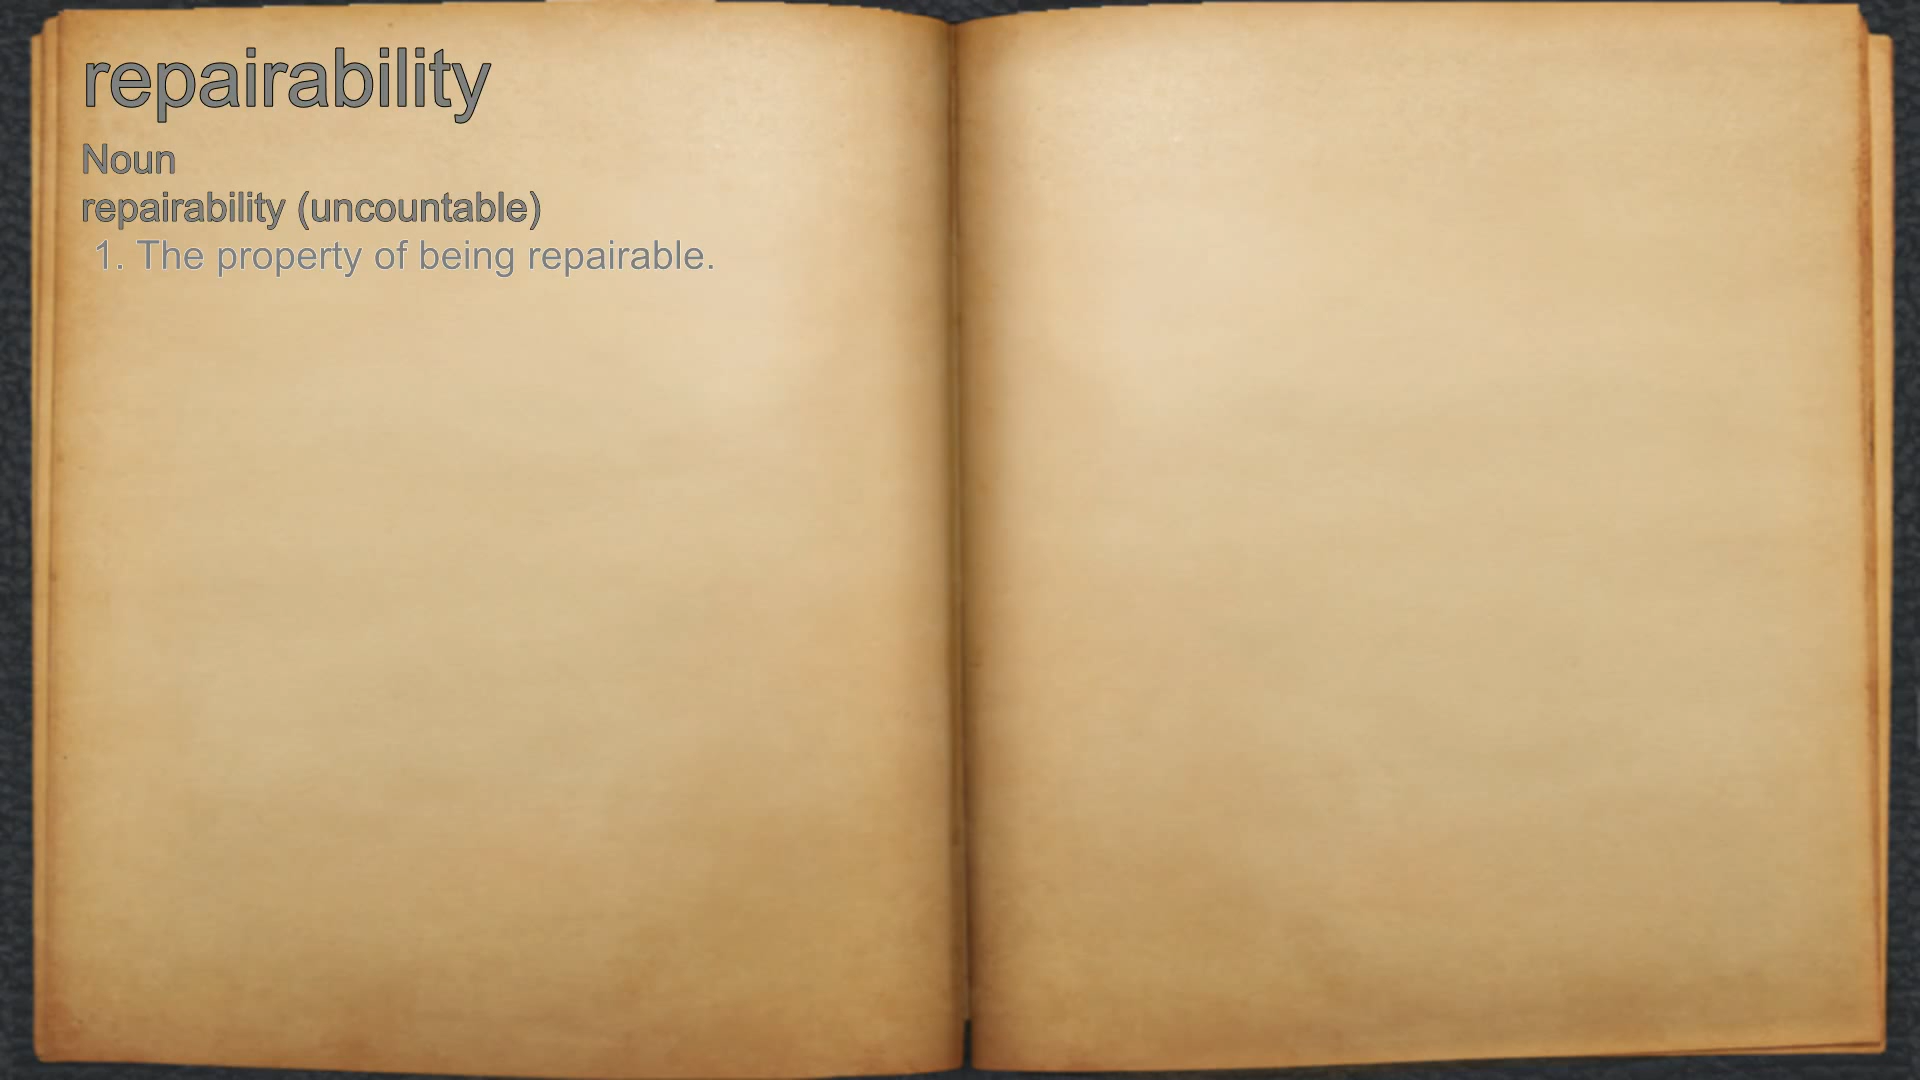 repairability
Noun
repairability (uncountable)
1. The property of being repairable.